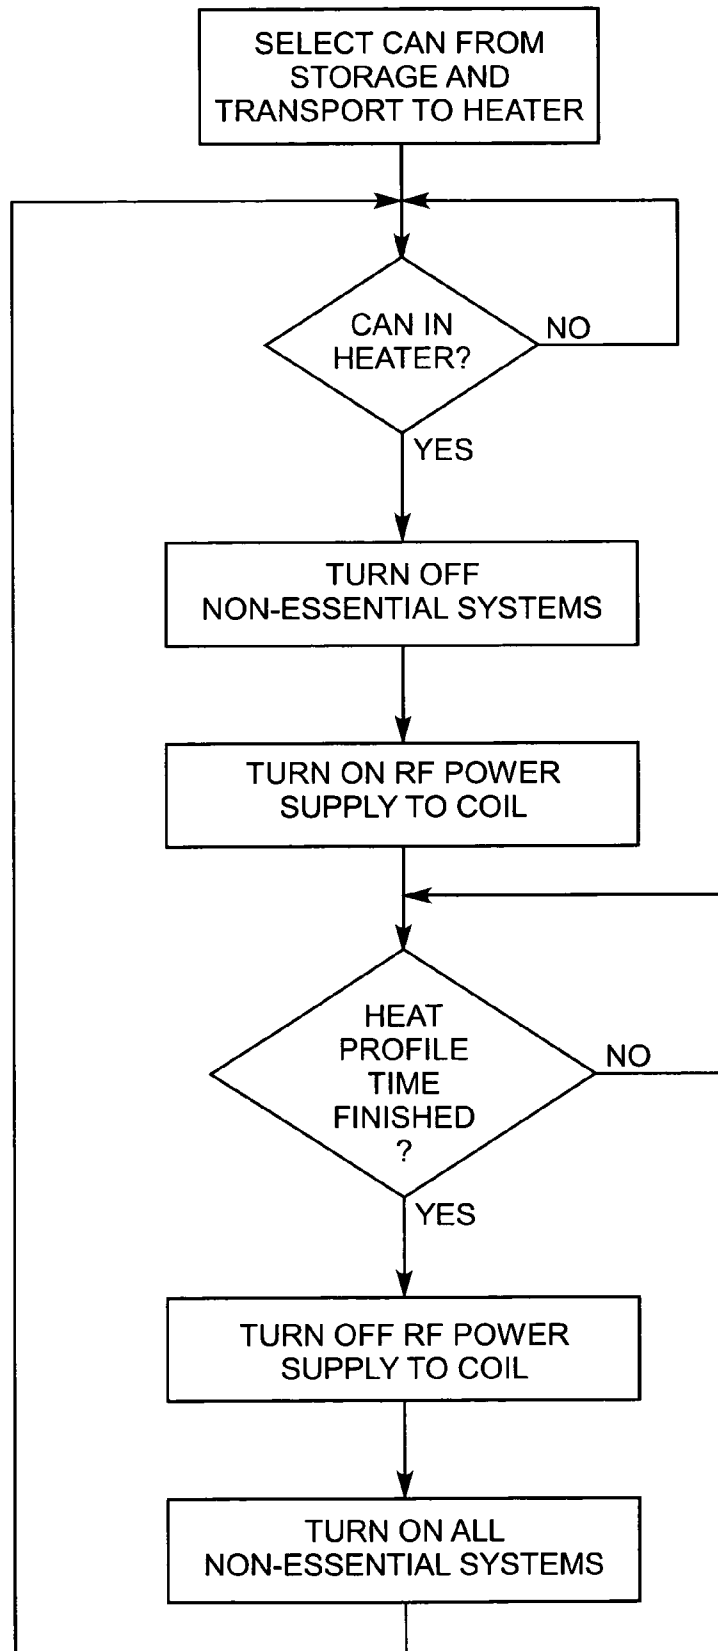 SELECT CAN FROM
STORAGE AND
TRANSPORT TO HEATER
CAN IN
HEATER?
NO
YES
TURN OFF
NON-ESSENTIAL SYSTEMS
TURN ON RF POWER
SUPPLY TO COIL
HEAT
PROFILE
TIME
FINISHED
?
NO
YES
TURN OFF RF POWER
SUPPLY TO COIL
TURN ON ALL
NON-ESSENTIAL SYSTEMS